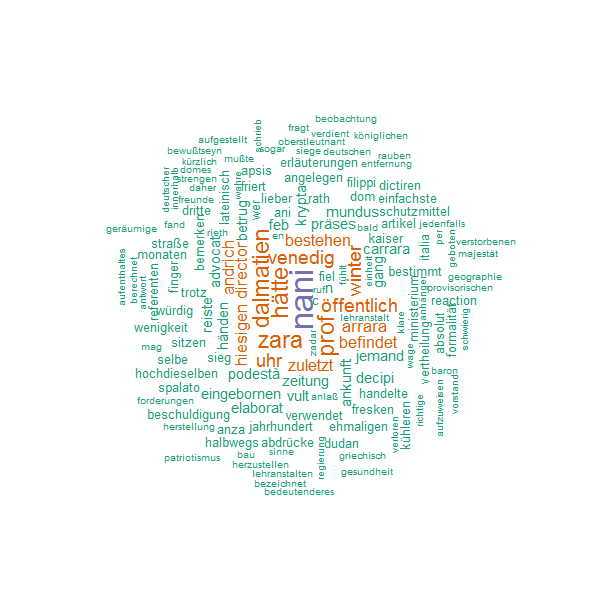 beobachtung
fragt
verdient
königlichen
aufgestellt
schrieb
oberstleutnant
bewußtseyn
sogar
siege
deutschen
rauben
kürzlich
mußte
erläuterungen
entfernung
domes
apsis
deutscher
innerhalb
strengen
angelegen
daher
friert
filippi
dictiren
wahre
freunde
lieber
rath
dom
einfachste
lateinisch
krypta
dritte
betrug
wer
ani
mundus
schutzmittel
geräumige
fand
rieth
feb
präses
bald
artikel
jedenfalls
straße
bemerken
en
bestehen
kaiser
per
geboten
verstorbenen
monaten
advocat
andrich
dalmatien
venedig
carrara
italia
majestät
aufenthaltes
berechnet
antwort
referenten
finger
hiesigen
director
hätte
nani
fiel
fühlt
winter
einheit
gang
bestimmt
geographie
trotz
ruf
n
anhänger
provisorischen
würdig
reiste
c
öffentlich
ministerium
reaction
wenigkeit
händen
zara
prof
lehranstalt
arrara
klare
formalität
mag
sitzen
zadar
befindet
wage
vertheilung
absolut
schwierig
selbe
sieg
uhr
zuletzt
jemand
hochdieselben
podestà
zeitung
ankunft
decipi
baron
spalato
eingebornen
vult
anlaß
handelte
vorstand
forderungen
elaborat
verwendet
fresken
kühleren
richtige
aufzuweisen
beschuldigung
herstellung
anza
jahrhundert
ehmaligen
verloren
halbwegs
abdrücke
dudan
patriotismus
bau
sinne
regierung
griechisch
herzustellen
lehranstalten
gesundheit
bezeichnet
bedeutenderes